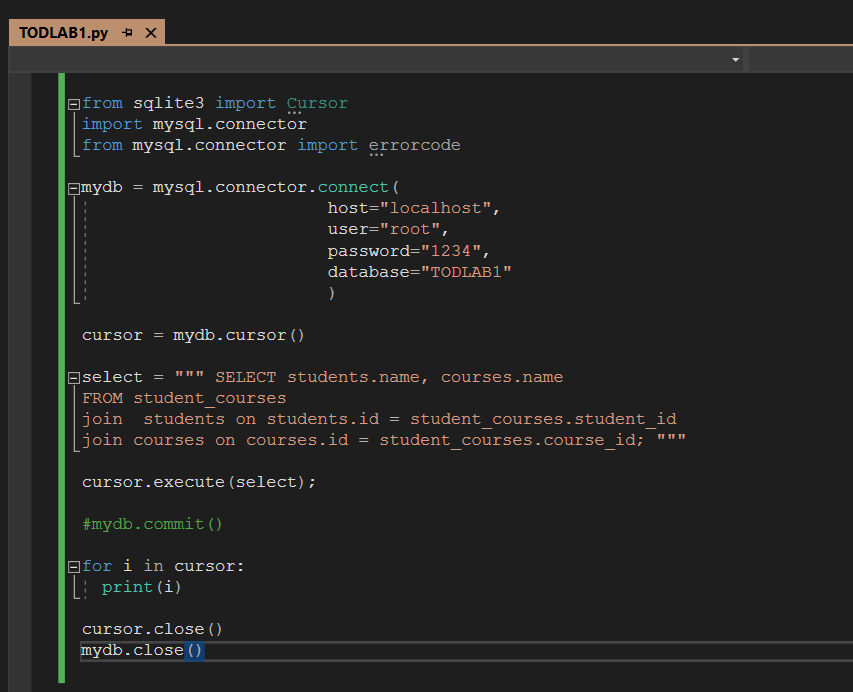 TODLAB1.py
from sqlite3 import Cursor
import mysql.connector
from mysql.connector import errorcode
mydb = mysql.connector.connect(
host="localhost",
user="root",
password="1234",
database="TODLAB1"
)
cursor = mydb.cursor()
select = """ SELECT students.name, courses.name
FROM student_courses
join  students on students.id = student_courses.student_id
join courses on courses.id = student_courses.course_id; """
cursor.execute(select);
#mydb.commit()
for i in cursor:
print(i)
cursor.close()
mydb.close()